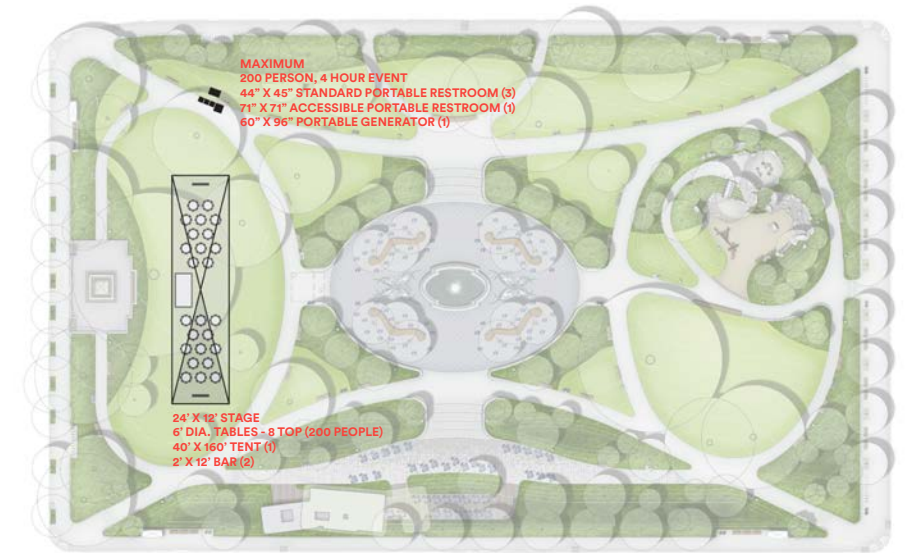 MAXIMUM
200 PERSON, 4 HOUR EVENT
44" X 45" STANDARD PORTABLE RESTROOM (3)
71" X 71" ACCESSIBLE PORTABLE RESTROOM (1)
60" X 96" PORTABLE GENERATOR (1)
24' X 12' STAGE
6' DIA. TABLES - 8 TOP (200 PEOPLE)
40' X 160' TENT (1)
2' X 12' BAR (2)